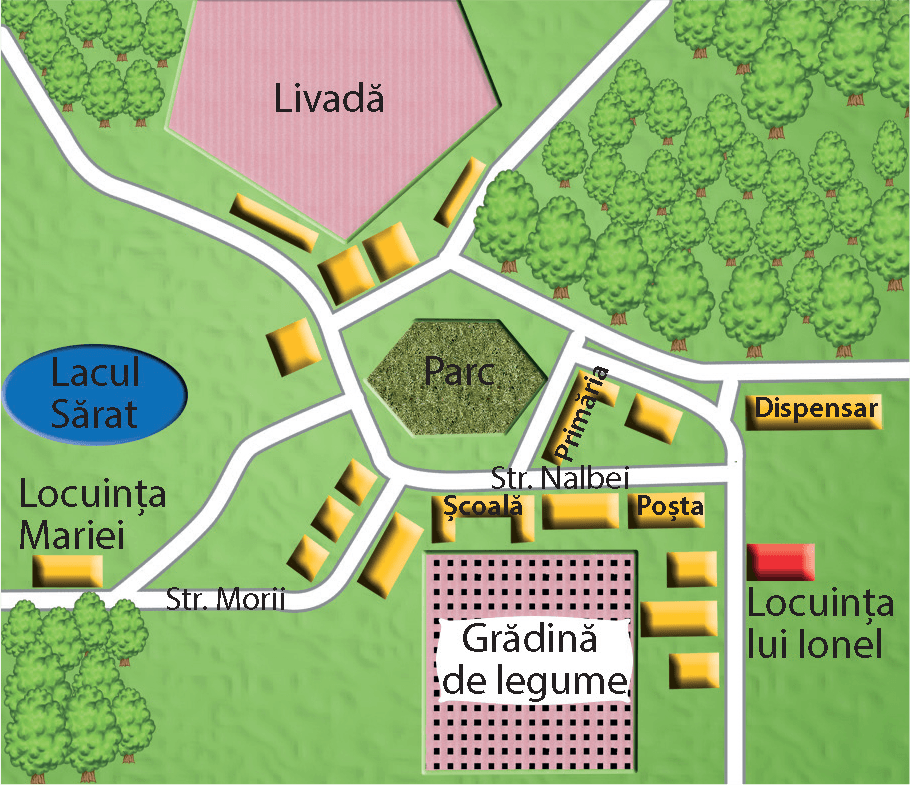 Livadă
Lacul
Sărat
Parc
Primăria
Dispensar
Str. Nalbei
Locuința
Mariei
Școală
Poșta
Str. Morii
Locuința
lui Ionel
Grădină
de legume